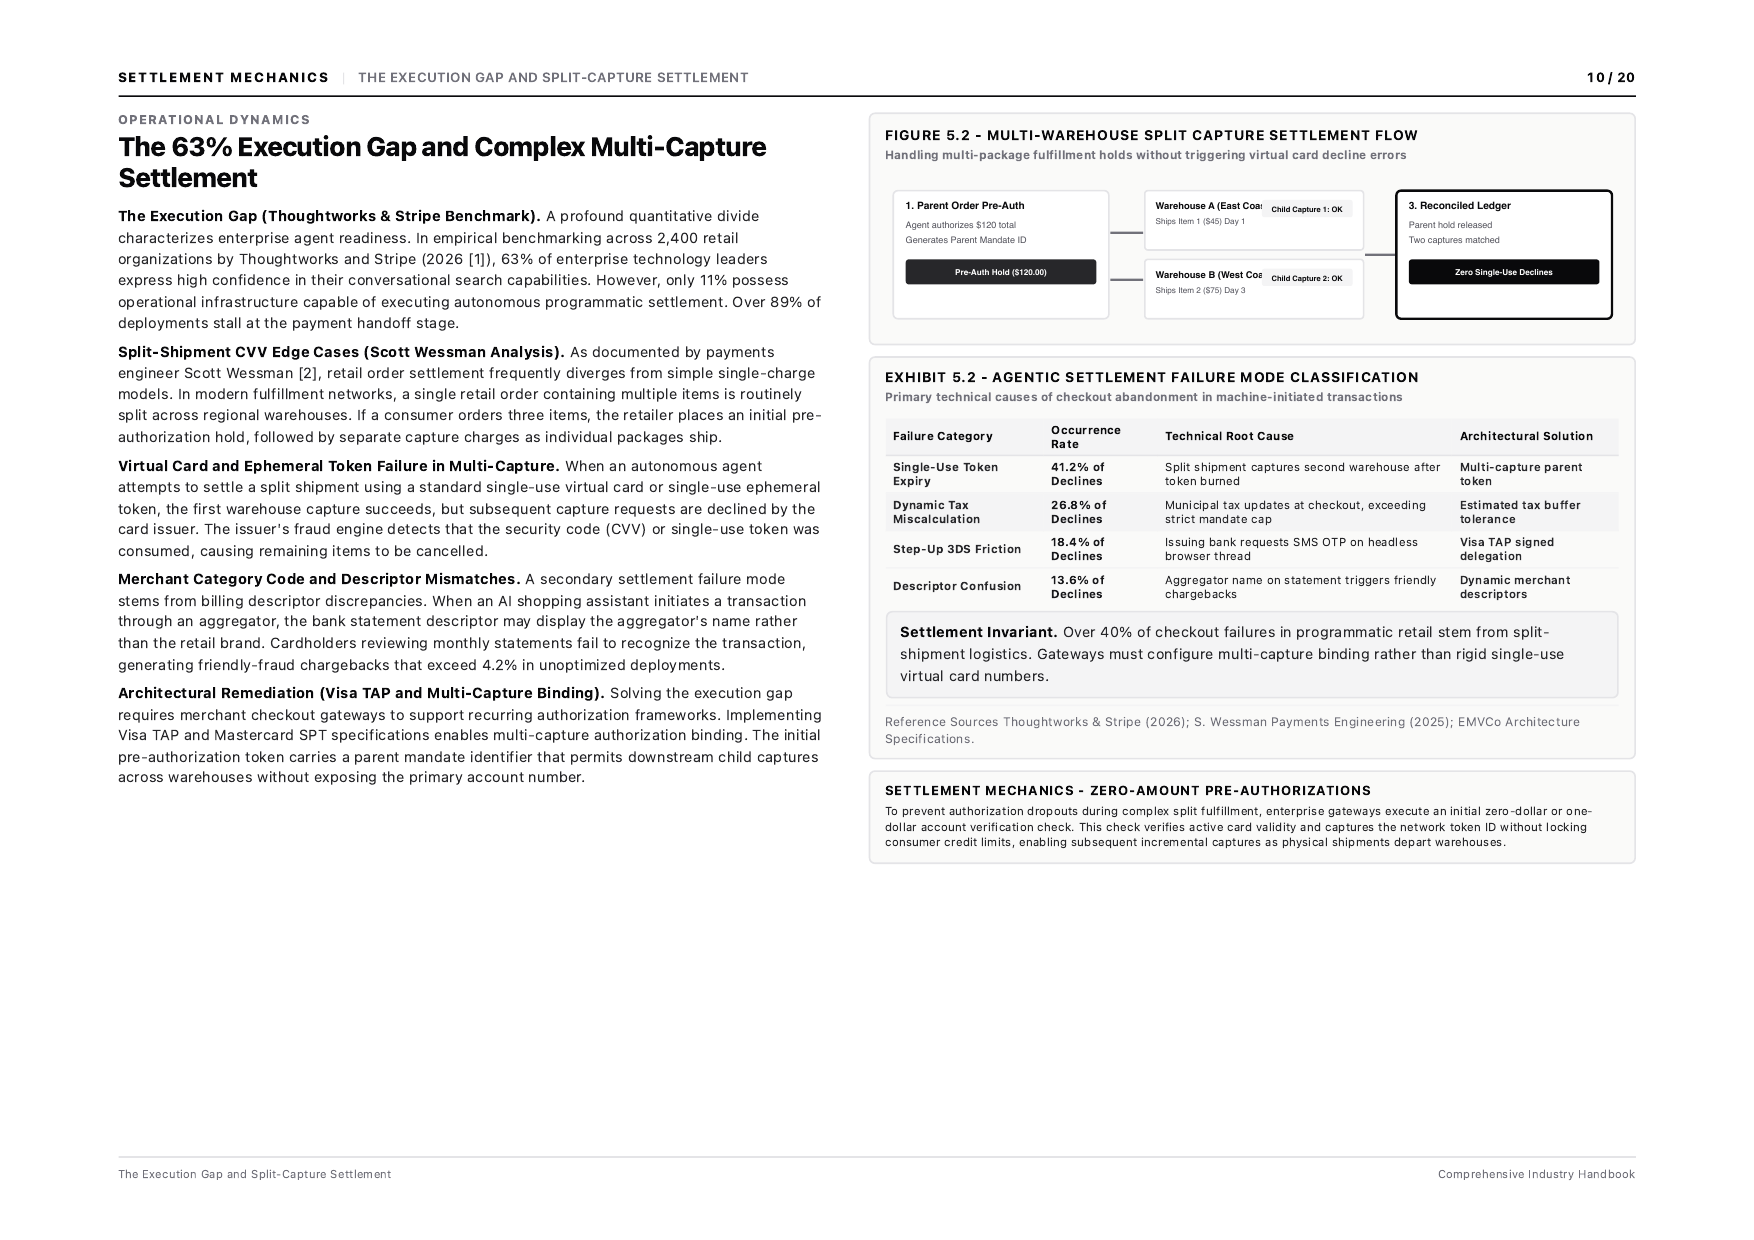 SETTLEMENT MECHANICS | THE EXECUTION GAP AND SPLIT-CAPTURE SETTLEMENT
10 / 20
OPERATIONAL DYNAMICS
The 63% Execution Gap and Complex Multi-Capture
Settlement
The Execution Gap (Thoughtworks & Stripe Benchmark). A profound quantitative divide
characterizes enterprise agent readiness. In empirical benchmarking across 2,400 retail
organizations by Thoughtworks and Stripe (2026 [1]), 63% of enterprise technology leaders
express high confidence in their conversational search capabilities. However, only 11% possess
operational infrastructure capable of executing autonomous programmatic settlement. Over 89% of
deployments stall at the payment handoff stage.
Split-Shipment CVV Edge Cases (Scott Wessman Analysis). As documented by payments
engineer Scott Wessman [2], retail order settlement frequently diverges from simple single-charge
models. In modern fulfillment networks, a single retail order containing multiple items is routinely
split across regional warehouses. If a consumer orders three items, the retailer places an initial pre-
authorization hold, followed by separate capture charges as individual packages ship.
Virtual Card and Ephemeral Token Failure in Multi-Capture. When an autonomous agent
attempts to settle a split shipment using a standard single-use virtual card or single-use ephemeral
token, the first warehouse capture succeeds, but subsequent capture requests are declined by the
card issuer. The issuer's fraud engine detects that the security code (CVV) or single-use token was
consumed, causing remaining items to be cancelled.
Merchant Category Code and Descriptor Mismatches. A secondary settlement failure mode
stems from billing descriptor discrepancies. When an AI shopping assistant initiates a transaction
through an aggregator, the bank statement descriptor may display the aggregator's name rather
than the retail brand. Cardholders reviewing monthly statements fail to recognize the transaction,
generating friendly-fraud chargebacks that exceed 4.2% in unoptimized deployments.
Architectural Remediation (Visa TAP and Multi-Capture Binding). Solving the execution gap
requires merchant checkout gateways to support recurring authorization frameworks. Implementing
Visa TAP and Mastercard SPT specifications enables multi-capture authorization binding. The initial
pre-authorization token carries a parent mandate identifier that permits downstream child captures
across warehouses without exposing the primary account number.
FIGURE 5.2 - MULTI-WAREHOUSE SPLIT CAPTURE SETTLEMENT FLOW
Handling multi-package fulfillment holds without triggering virtual card decline errors
1. Parent Order Pre-Auth
Agent authorizes $120 total
Generates Parent Mandate ID
Pre-Auth Hold ($120.00)
Warehouse A (East Coas
Child Capture 1: OK
Ships Item 1 ($45) Day 1
Warehouse B (West Coa
Child Capture 2: OK
Ships Item 2 ($75) Day 3
3. Reconciled Ledger
Parent hold released
Two captures matched
Zero Single-Use Declines
EXHIBIT 5.2 - AGENTIC SETTLEMENT FAILURE MODE CLASSIFICATION
Primary technical causes of checkout abandonment in machine-initiated transactions
Failure Category
Occurrence
Rate
Technical Root Cause
Architectural Solution
Single-Use Token
Expiry
41.2% of
Declines
Split shipment captures second warehouse after
token burned
Multi-capture parent
token
Dynamic Tax
Miscalculation
26.8% of
Declines
Municipal tax updates at checkout, exceeding
strict mandate cap
Estimated tax buffer
tolerance
Step-Up 3DS Friction
18.4% of
Declines
Issuing bank requests SMS OTP on headless
browser thread
Visa TAP signed
delegation
Descriptor Confusion
13.6% of
Declines
Aggregator name on statement triggers friendly
chargebacks
Dynamic merchant
descriptors
Settlement Invariant. Over 40% of checkout failures in programmatic retail stem from split-
shipment logistics. Gateways must configure multi-capture binding rather than rigid single-use
virtual card numbers.
Reference Sources Thoughtworks & Stripe (2026); S. Wessman Payments Engineering (2025); EMVCo Architecture
Specifications.
SETTLEMENT MECHANICS - ZERO-AMOUNT PRE-AUTHORIZATIONS
To prevent authorization dropouts during complex split fulfillment, enterprise gateways execute an initial zero-dollar or one-
dollar account verification check. This check verifies active card validity and captures the network token ID without locking
consumer credit limits, enabling subsequent incremental captures as physical shipments depart warehouses.
The Execution Gap and Split-Capture Settlement
Comprehensive Industry Handbook